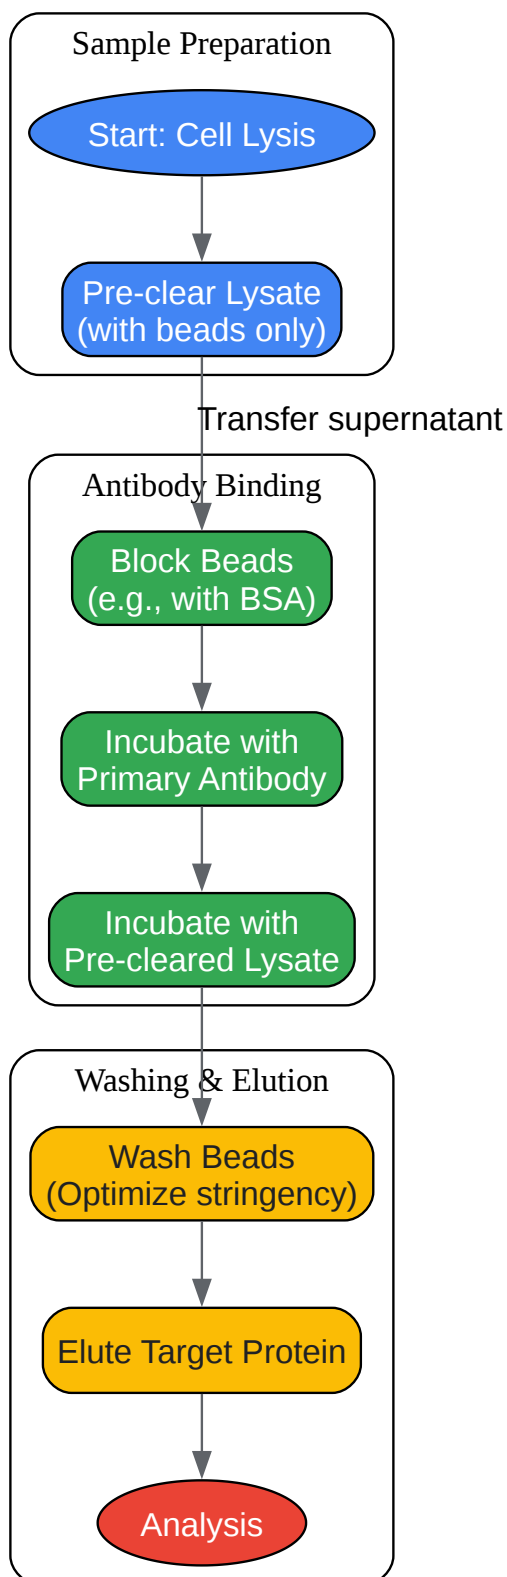 Sample Preparation
Start: Cell Lysis
Pre-clear Lysate
(with beads only)
Transfer supernatant
Antibody Binding
Block Beads
(e.g., with BSA)
Incubate with
Primary Antibody
Incubate with
Pre-cleared Lysate
Washing & Elution
Wash Beads
(Optimize stringency)
Elute Target Protein
Analysis